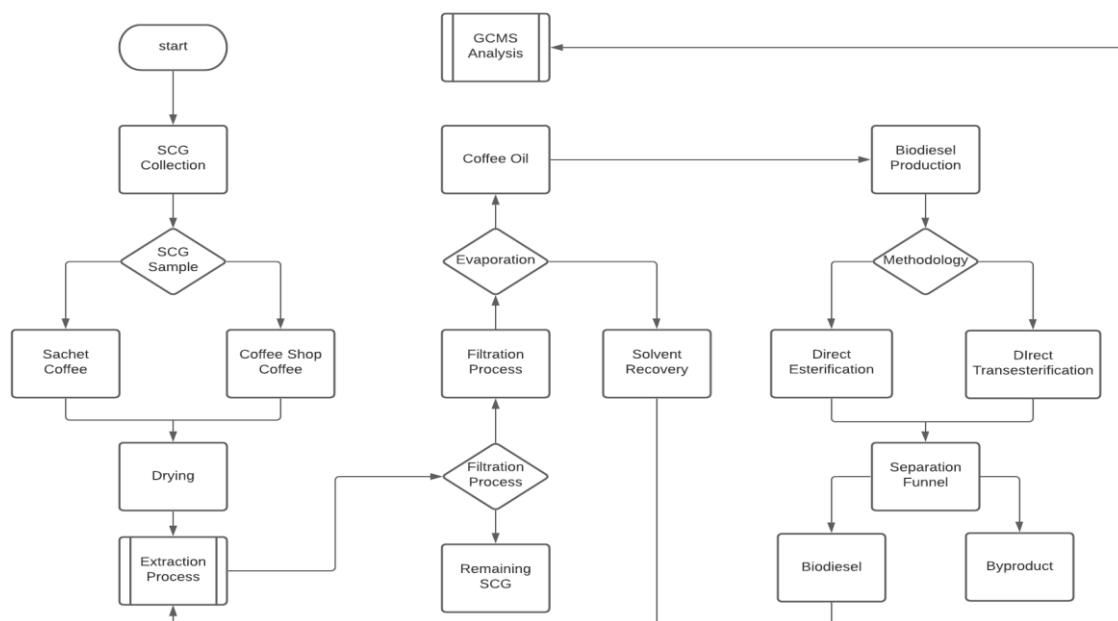 start
GCMS
Analysis
SCG
Collection
Coffee Oil
Biodesel
Production
SCG
Sample
Evaporation
Methodology
Sachet
Coffee
Coffee Shop
Coffee
Filtration
Process
Solvent
Recovery
Direct
Esterification
DIrect
Transesterification
Drying
Filtration
Process
Separation
Funnel
Extraction
Process
Remaining
SCG
Biodiesel
Byproduct